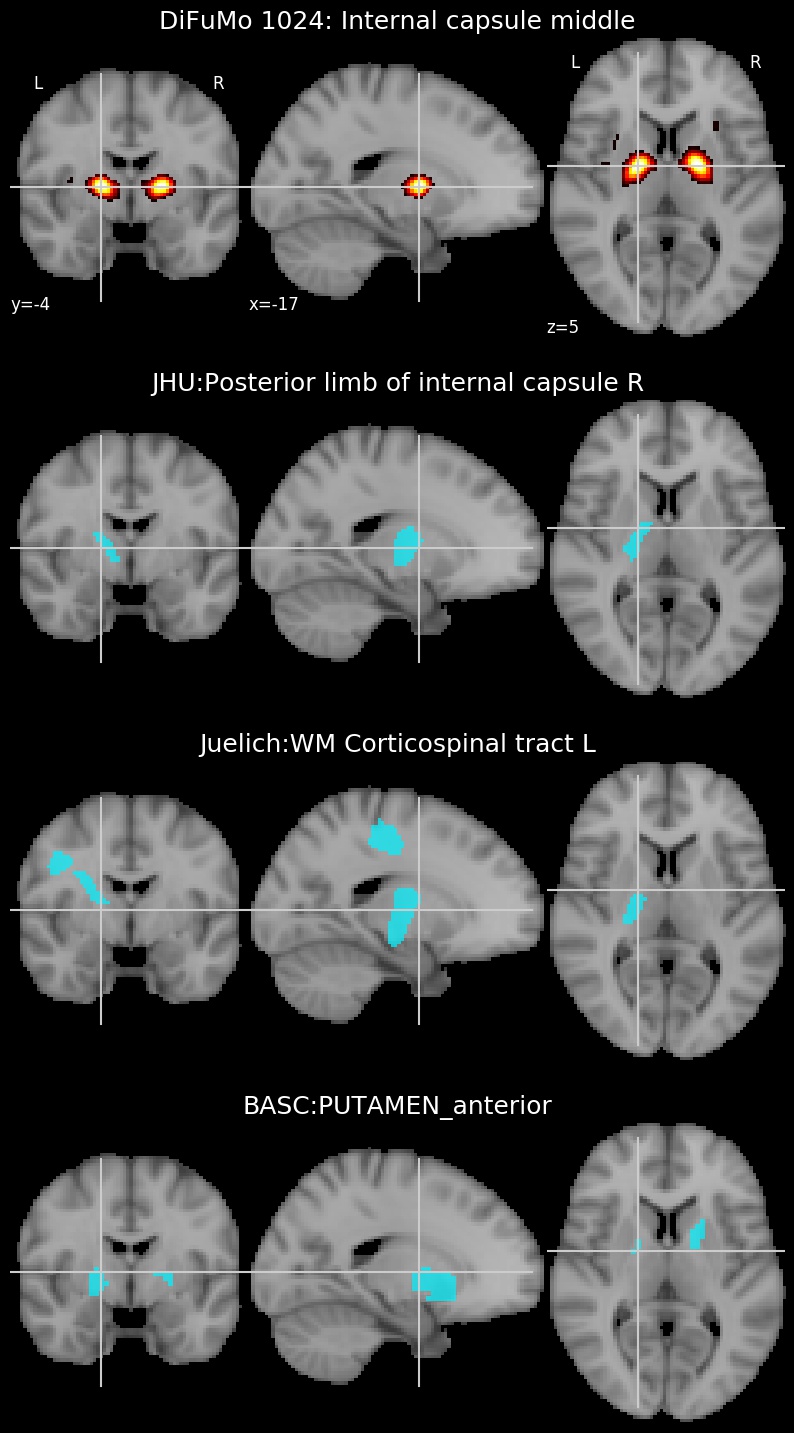 DiFuMo 1024: Internal capsule middle
L R L R
y=-4 x=-17 z=5
JHU:Posterior limb of internal capsule R
Juelich:WM Corticospinal tract L
BASC:PUTAMEN_anterior